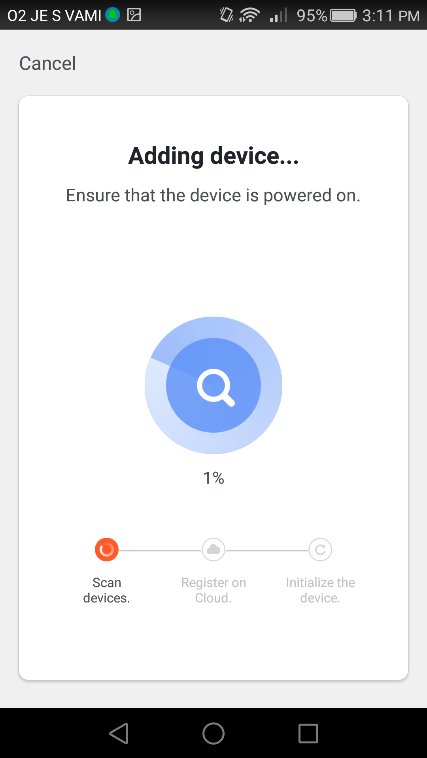 O2 JE S VAMI 95% 3:11 PM
Cancel
Adding device...
Ensure that the device is powered on.
1%
Scan
devices.
Register on
Cloud.
Initialize the
device.